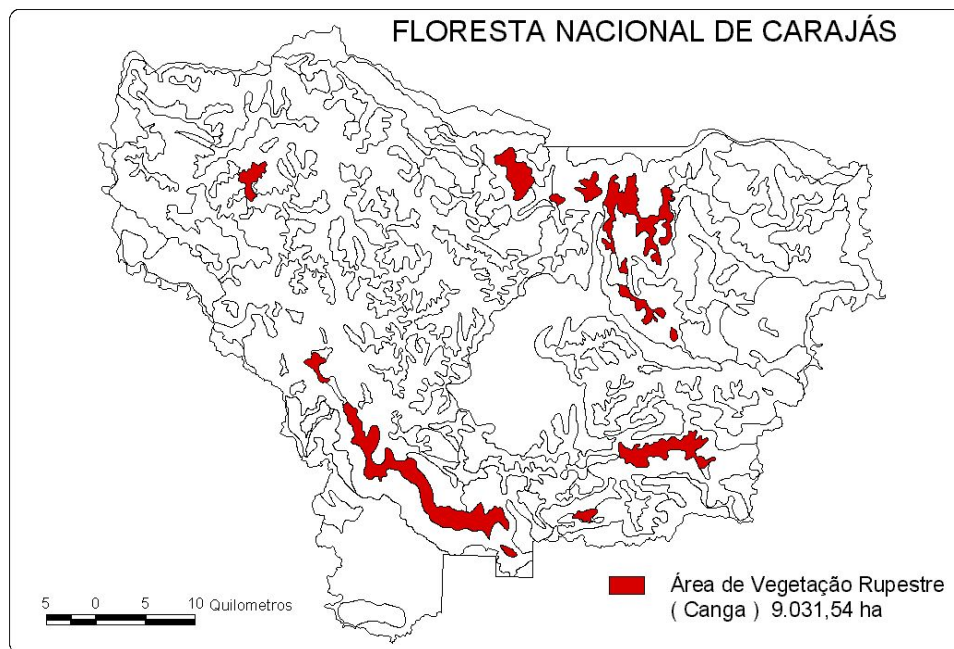 FLORESTA NACIONAL DE CARAJÁS
Área de Vegetação Rupestre
( Canga ) 9.031,54 ha
5 0 5 10 Quilometros